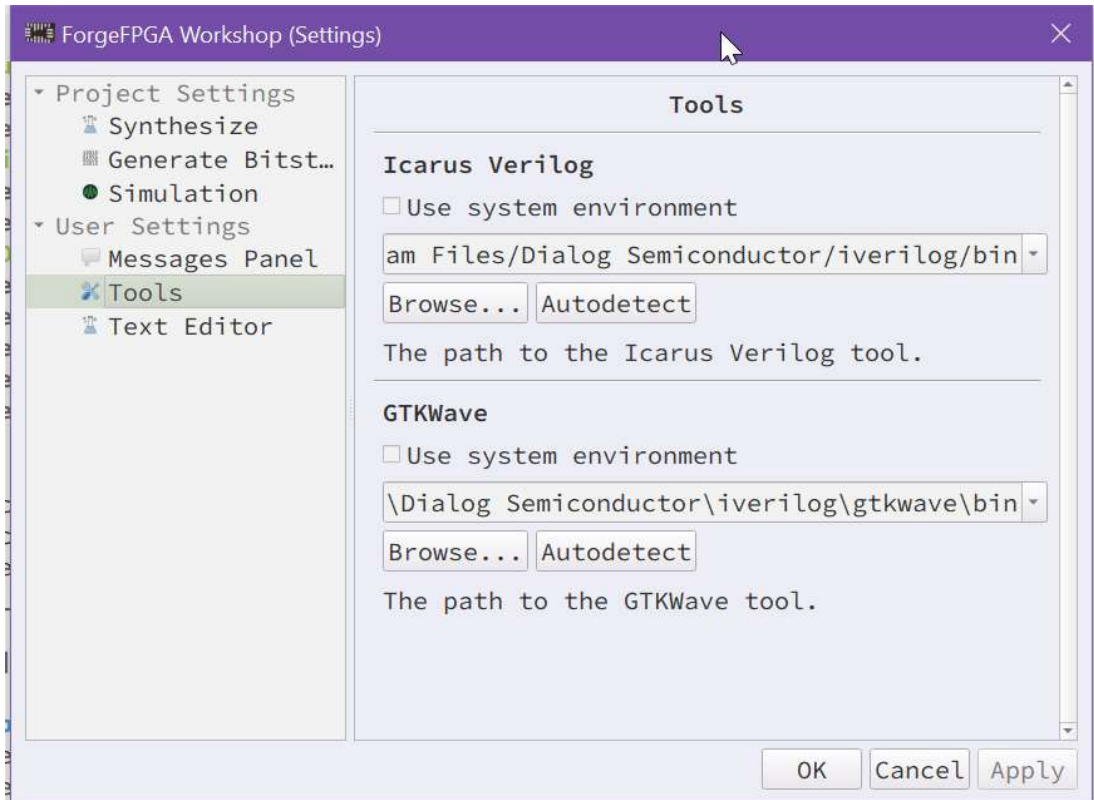 ForgeFPGA Workshop (Settings)
Project Settings
Synthesize
Generate Bitst…
Simulation
User Settings
Messages Panel
Tools
Text Editor
Tools
Icarus Verilog
Use system environment
am Files/Dialog Semiconductor/iverilog/bin
Browse... Autodetect
The path to the Icarus Verilog tool.
GTKWave
Use system environment
\Dialog Semiconductor\iverilog\gtkwave\bin
Browse... Autodetect
The path to the GTKWave tool.
OK Cancel Apply